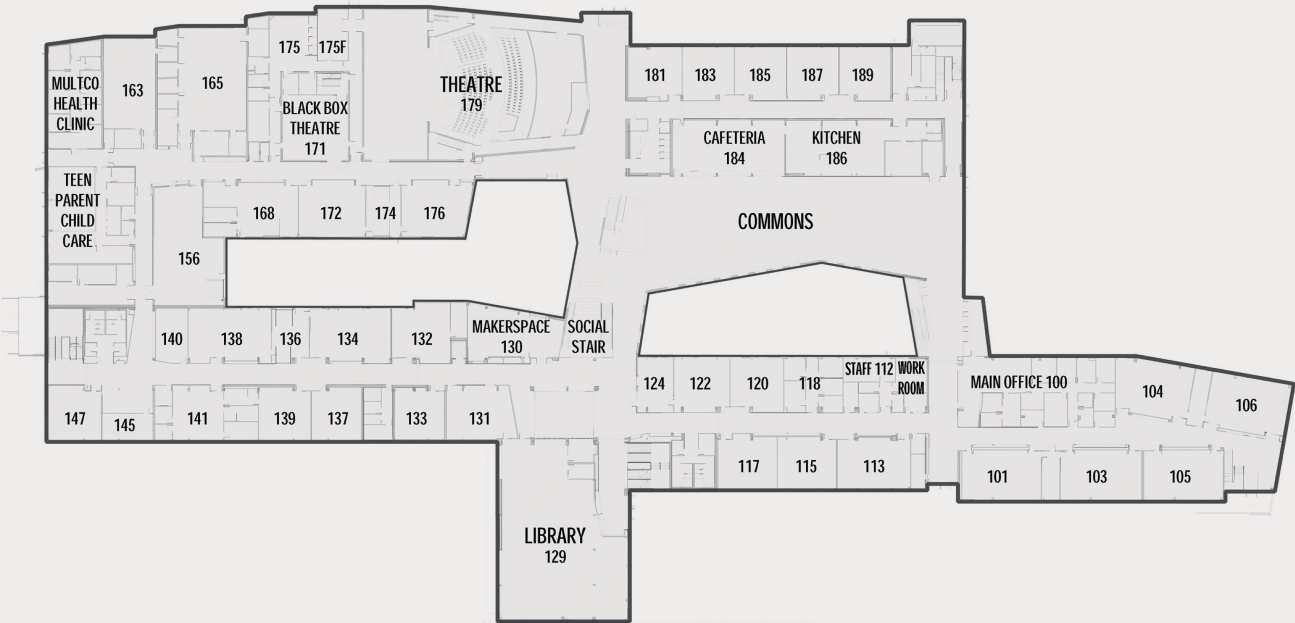 175
175F
THEATRE
179
181
183
185
187
189
MULTCO
HEALTH
CLINIC
163
165
BLACK BOX
THEATRE
171
CAFETERIA
184
KITCHEN
186
TEEN
PARENT
CHILD
CARE
168
172
174
176
COMMONS
156
140
138
136
134
132
MAKERSPACE
130
SOCIAL
STAIR
124
122
120
118
STAFF 112
WORK
ROOM
MAIN OFFICE 100
104
106
147
145
141
139
137
133
131
117
115
113
101
103
105
LIBRARY
129